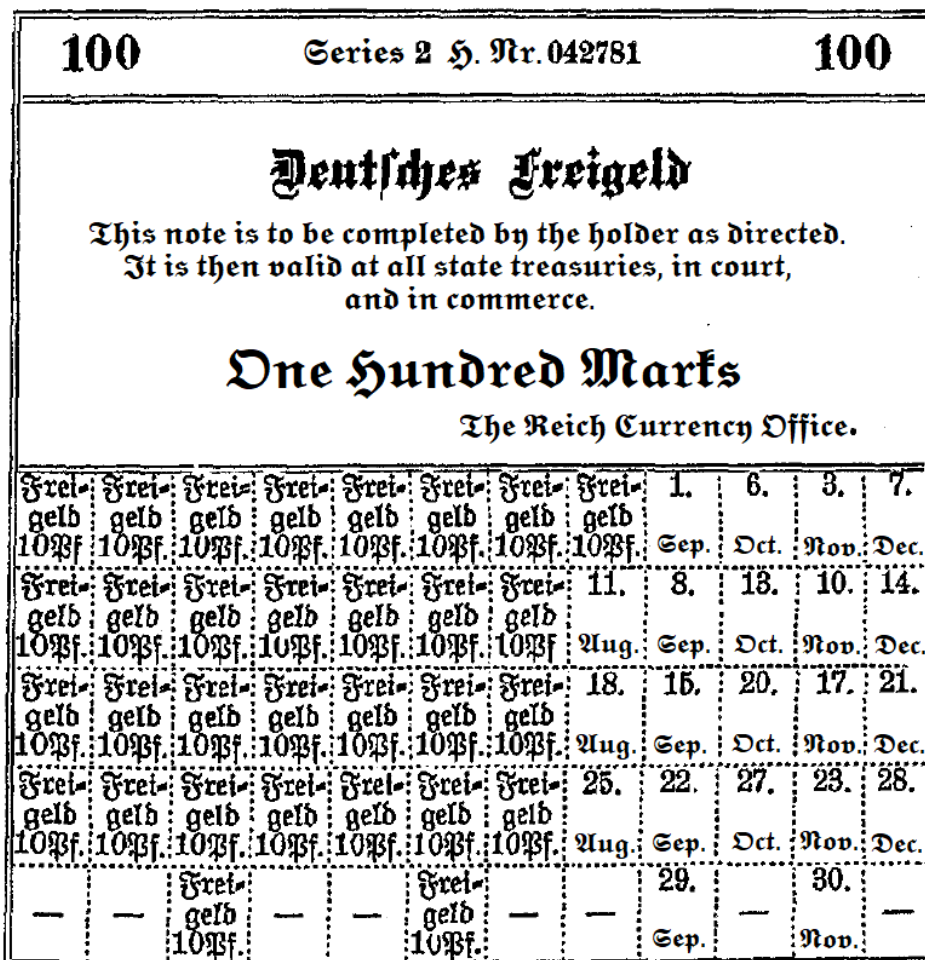 100 Series 2 H. Nr. 042781 100
Deutsches Freigeld
This note is to be completed by the holder as directed.
It is then valid at all state treasuries, in court,
and in commerce.
One Hundred Marks
The Reich Currency Office.
Frei- Frei- Frei- Frei- Frei- Frei- Frei- Frei- 1. 6. 3. 7.
geld geld geld geld geld geld geld geld
10Pf 10Pf. 10Pf. 10Pf. 10Pf. 10Pf. 10Pf. 10Pf. Sep. Oct. Nov. Dec.
Frei- Frei- Frei- Frei- Frei- Frei- Frei- 11. 8. 13. 10. 14.
geld geld geld geld geld geld geld
10Pf. 10Pf. 10Pf. 10Pf. 10Pf. 10Pf. 10Pf Aug. Sep. Oct. Nov. Dec.
Frei- Frei- Frei- Frei- Frei- Frei- Frei- 18. 15. 20. 17. 21.
geld geld geld geld geld geld geld
10Pf. 10Pf. 10Pf. 10Pf. 10Pf. 10Pf. 10Pf. Aug. Sep. Oct. Nov. Dec.
Frei- Frei- Frei- Frei- Frei- Frei- Frei- 25. 22. 27. 23. 28.
geld geld geld geld geld geld geld
10Pf. 10Pf. 10Pf. 10Pf. 10Pf. 10Pf. 10Pf. Aug. Sep. Oct. Nov. Dec.
Frei- Frei- 29. 30.
— — geld — — geld — — — —
10Pf. 10Pf. Sep. Nov.